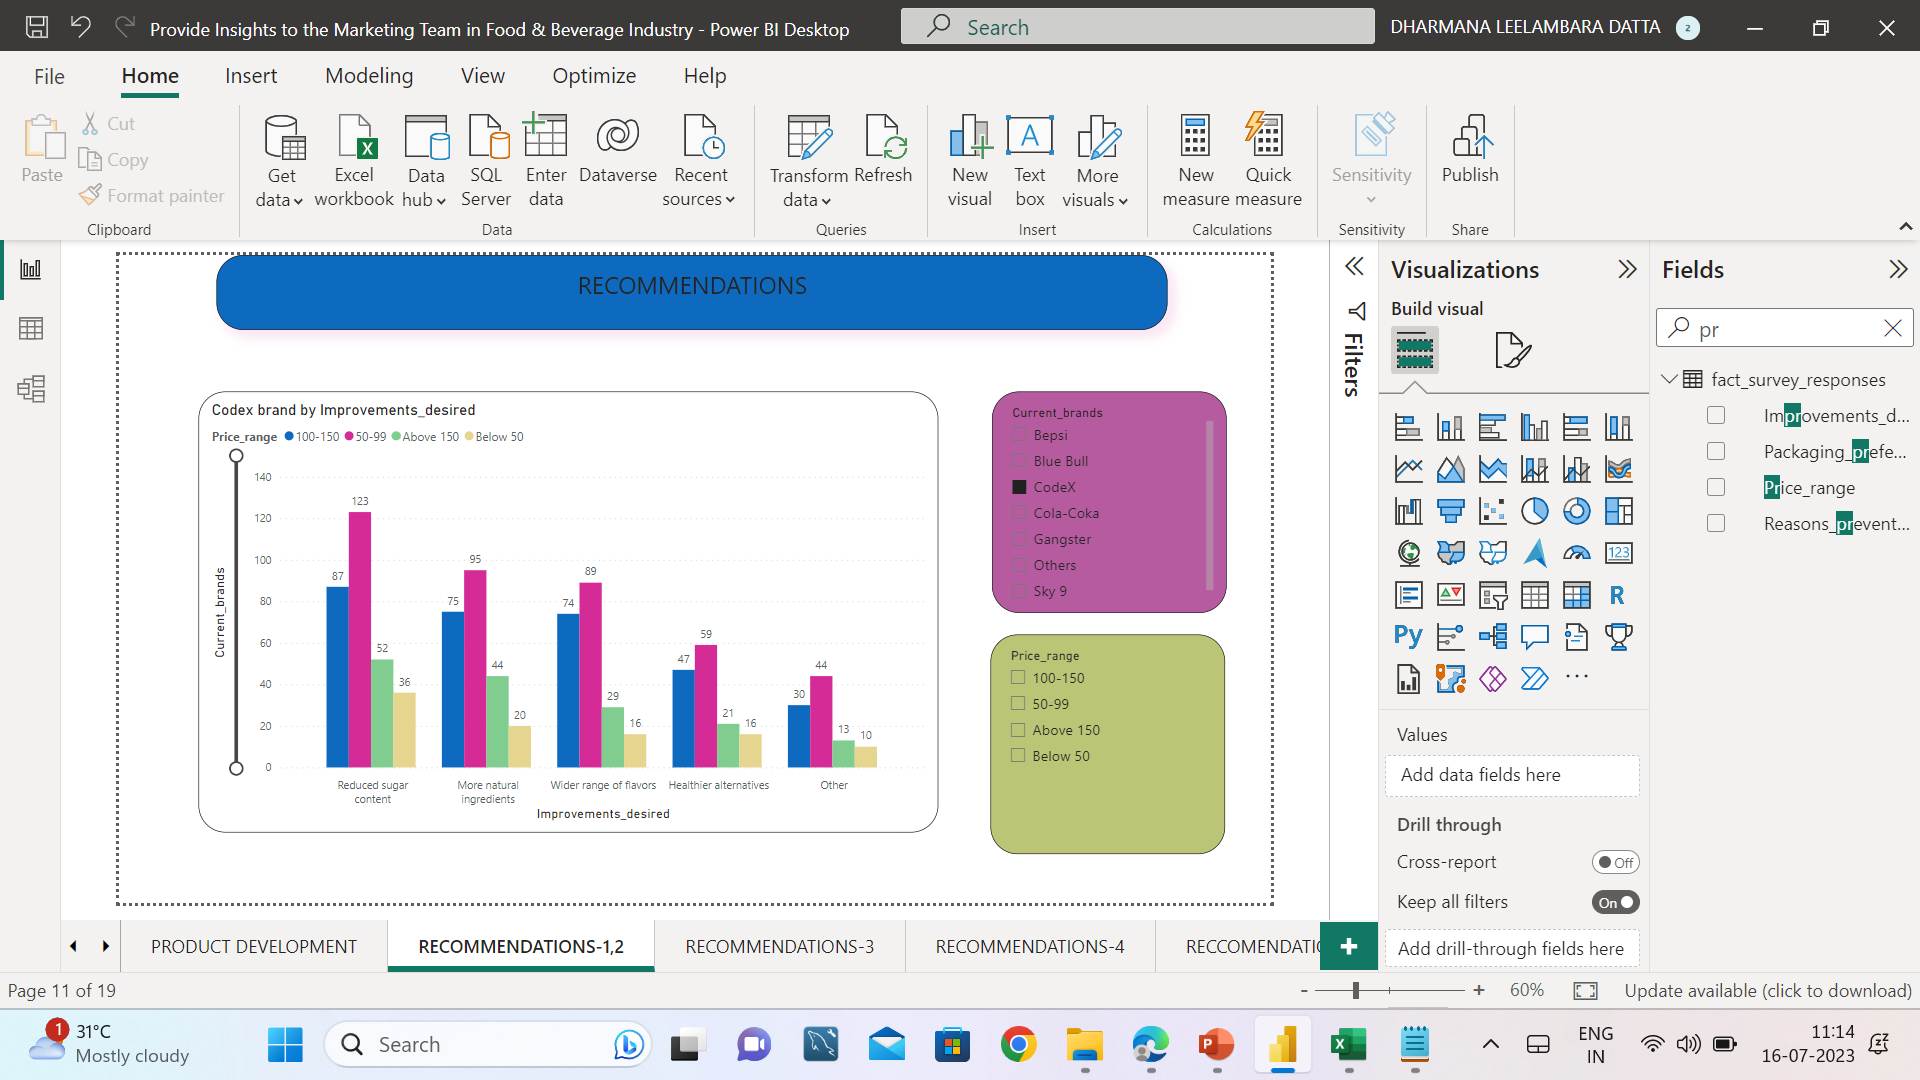 Provide Insights to the Marketing Team in Food & Beverage Industry - Power BI Desktop
Search
DHARMANA LEELAMBARA DATTA
2
File
Home
Insert
Modeling
View
Optimize
Help
Paste
Cut
Copy
Format painter
Clipboard
Get data
Excel workbook
Data hub
SQL Server
Enter data
Dataverse
Recent sources
Data
Transform data
Refresh
Queries
New visual
Text box
More visuals
Insert
New measure
Quick measure
Calculations
Sensitivity
Sensitivity
Publish
Share
RECOMMENDATIONS
Codex brand by Improvements_desired
Price_range 100-150 50-99 Above 150 Below 50
Current_brands
140
120
100
80
60
40
20
0
87
123
52
36
75
95
44
20
74
89
29
16
47
59
21
16
30
44
13
10
Reduced sugar content
More natural ingredients
Wider range of flavors
Healthier alternatives
Other
Improvements_desired
Current_brands
Bepsi
Blue Bull
CodeX
Cola-Coka
Gangster
Others
Sky 9
Price_range
100-150
50-99
Above 150
Below 50
Filters
Visualizations
Build visual
123
R
Py
...
Values
Add data fields here
Drill through
Cross-report
Off
Keep all filters
On
Add drill-through fields here
Fields
pr
fact_survey_responses
Improvements_d...
Packaging_prefe...
Price_range
Reasons_prevent...
PRODUCT DEVELOPMENT
RECOMMENDATIONS-1,2
RECOMMENDATIONS-3
RECOMMENDATIONS-4
RECCOMENDATIO
+
Page 11 of 19
- + 60%
Update available (click to download)
1
31°C
Mostly cloudy
Search
ENG
IN
11:14
16-07-2023